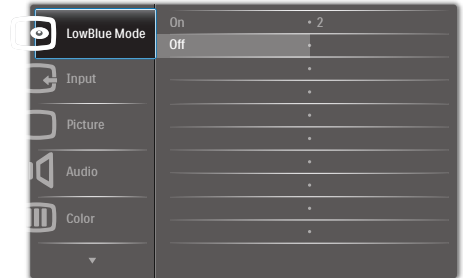 LowBlue Mode
Input
Picture
Audio
Color
On • 2
Off •